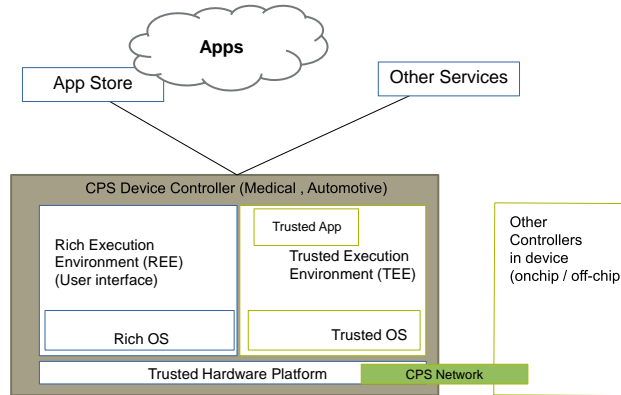 Apps
App Store
Other Services
CPS Device Controller (Medical , Automotive)
Rich Execution
Environment (REE)
(User interface)
Rich OS
Trusted App
Trusted Execution
Environment (TEE)
Trusted OS
Trusted Hardware Platform
CPS Network
Other
Controllers
in device
(onchip / off-chip